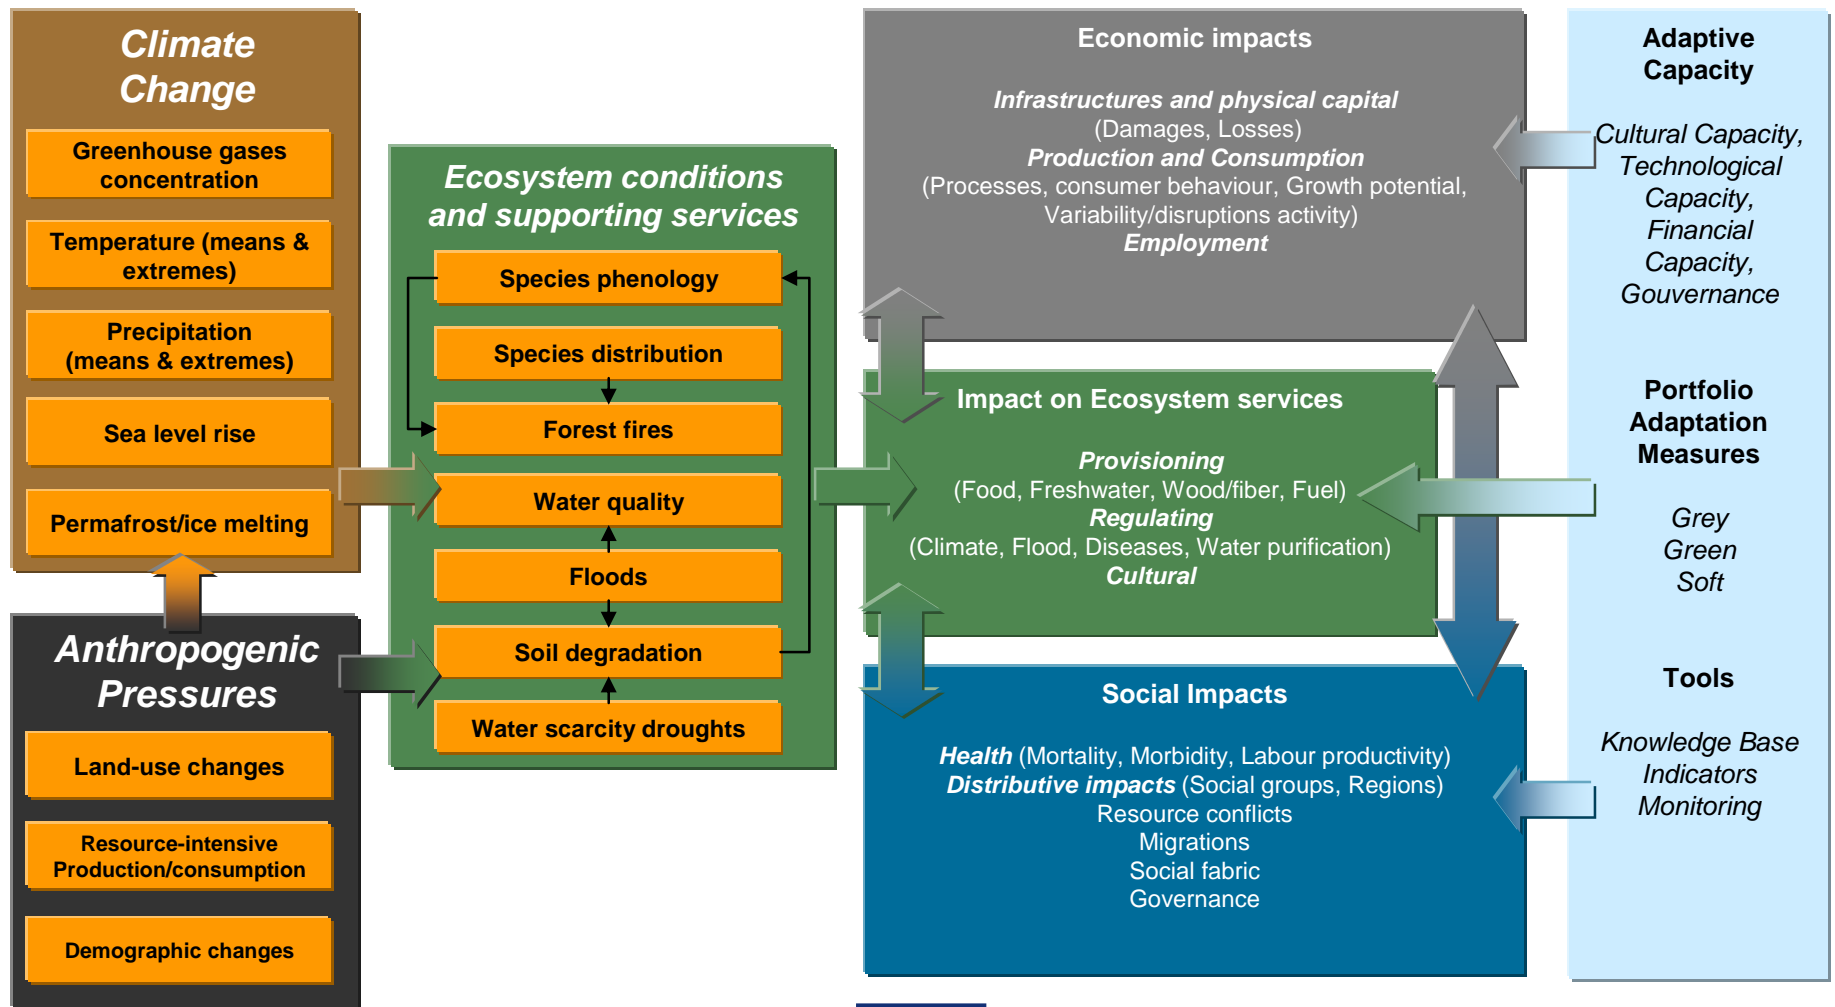 Climate
Change
Greenhouse gases
concentration
Temperature (means &
extremes)
Precipitation
(means & extremes)
Sea level rise
Permafrost/ice melting
Anthropogenic
Pressures
Land-use changes
Resource-intensive
Production/consumption
Demographic changes
Ecosystem conditions
and supporting services
Species phenology
Species distribution
Forest fires
Water quality
Floods
Soil degradation
Water scarcity droughts
Economic impacts
Infrastructures and physical capital
(Damages, Losses)
Production and Consumption
(Processes, consumer behaviour, Growth potential,
Variability/disruptions activity)
Employment
Impact on Ecosystem services
Provisioning
(Food, Freshwater, Wood/fiber, Fuel)
Regulating
(Climate, Flood, Diseases, Water purification)
Cultural
Social Impacts
Health (Mortality, Morbidity, Labour productivity)
Distributive impacts (Social groups, Regions)
Resource conflicts
Migrations
Social fabric
Governance
Adaptive
Capacity
Cultural Capacity,
Technological
Capacity,
Financial
Capacity,
Gouvernance
Portfolio
Adaptation
Measures
Grey
Green
Soft
Tools
Knowledge Base
Indicators
Monitoring